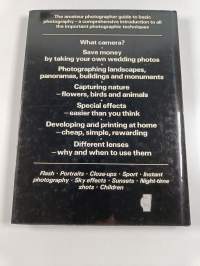 The amateur photographer guide to basic
photography—a comprehensive introduction to all
the important photographic techniques
What camera?
Save money
by taking your own wedding photos
Photographing landscapes,
panoramas, buildings and monuments
Capturing nature
—flowers, birds and animals
Special effects
—easier than you think
Developing and printing at home
—cheap, simple, rewarding
Different lenses
—why and when to use them
Flash · Portraits · Close-ups · Sport · Instant
photography · Sky effects · Sunsets · Night-time
shots · Children